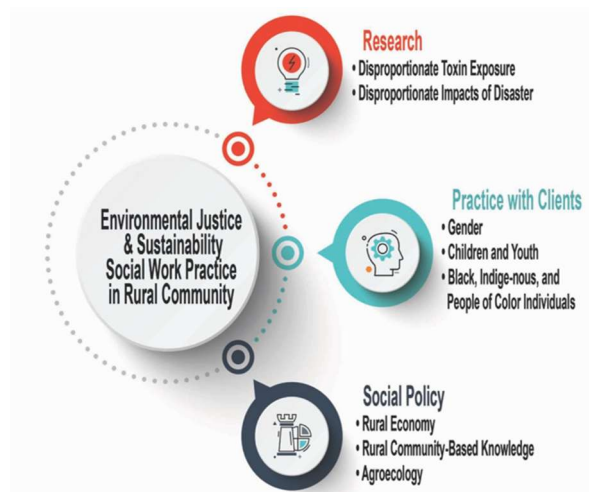 Environmental Justice
& Sustainability
Social Work Practice
in Rural Community
Research
• Disproportionate Toxin Exposure
• Disproportionate Impacts of Disaster
Practice with Clients
• Gender
• Children and Youth
• Black, Indige-nous, and
People of Color Individuals
Social Policy
• Rural Economy
• Rural Community-Based Knowledge
• Agroecology